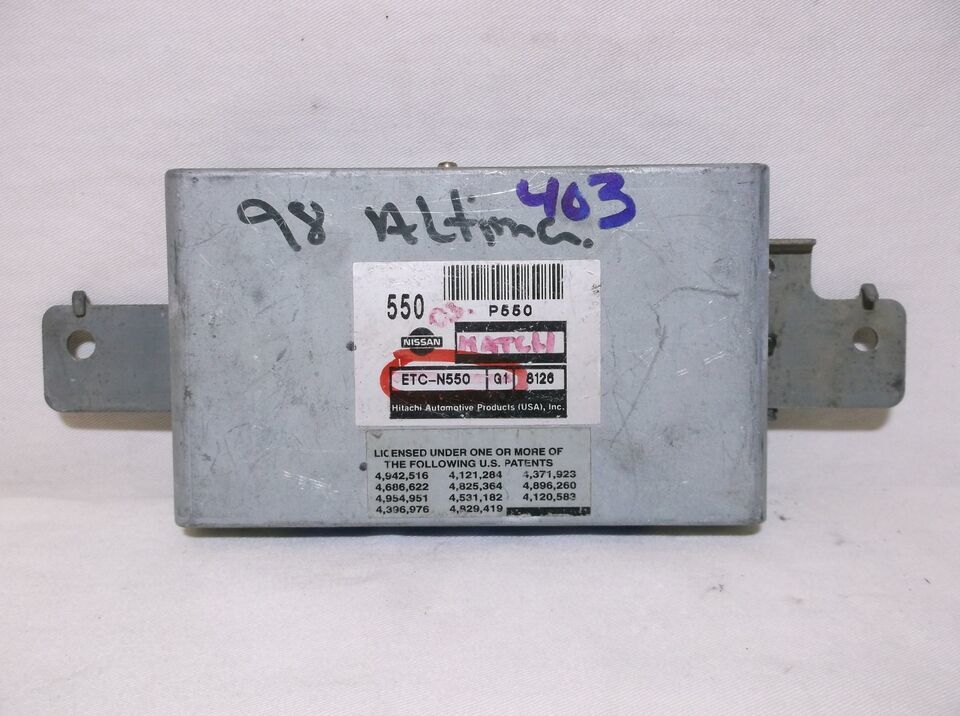 98 Altima. 403
550
P550
NISSAN
MATCH
ETC-N550 Q1 8126
Hitachi Automotive Products (USA), Inc.
LICENSED UNDER ONE OR MORE OF
THE FOLLOWING U.S. PATENTS
4,942,516 4,121,284 4,371,923
4,686,622 4,825,364 4,896,260
4,954,951 4,531,182 4,120,583
4,396,976 4,829,419